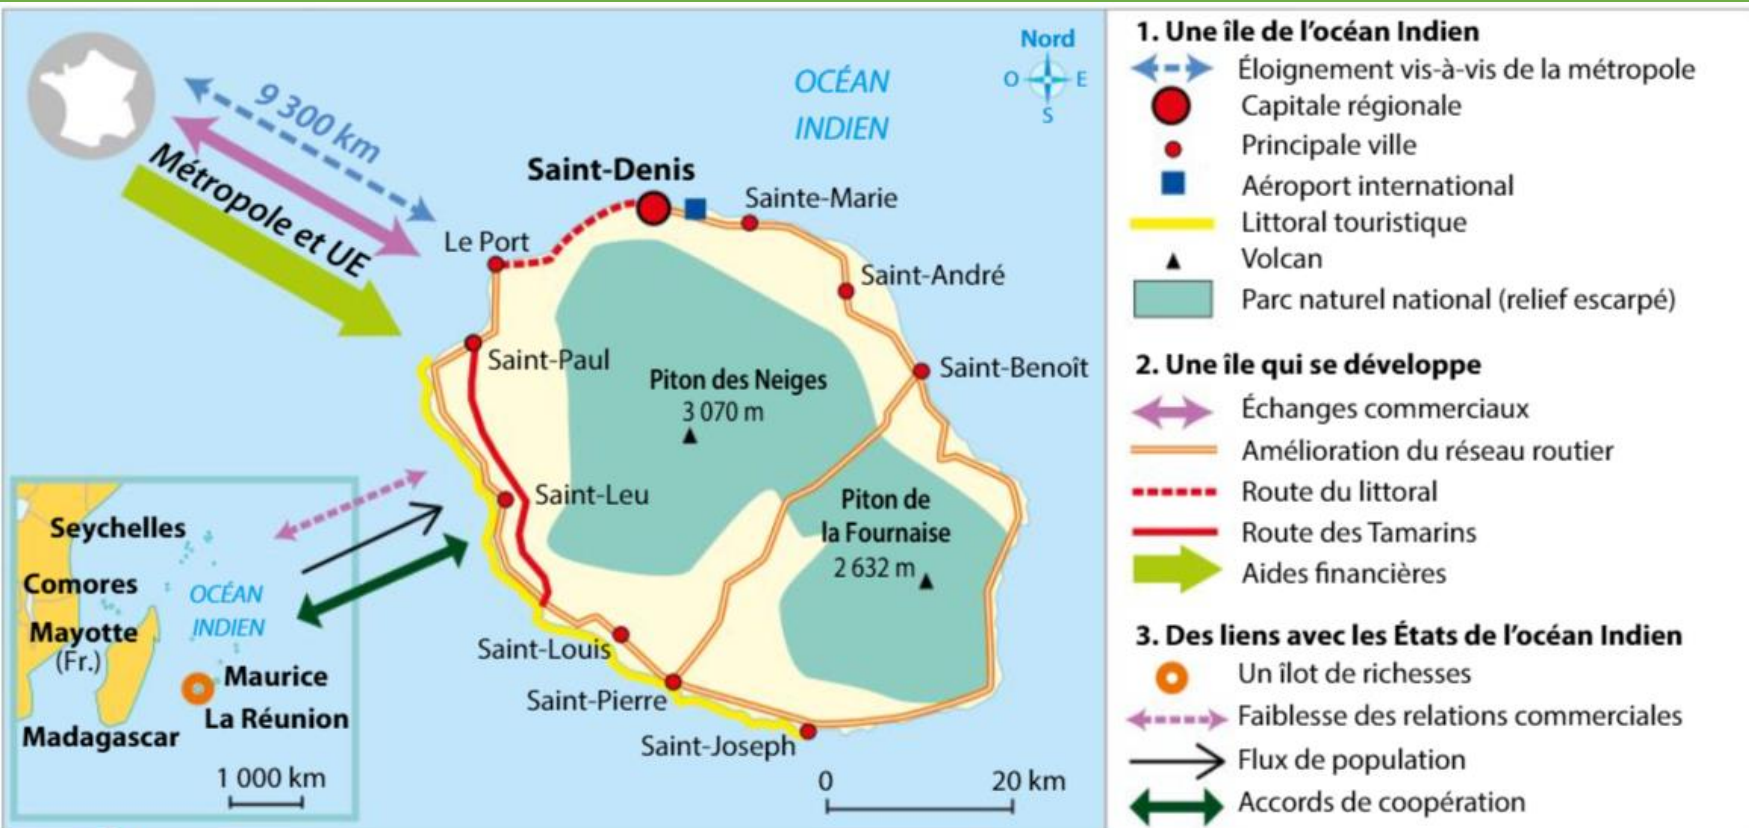 Nord
O
E
S
OCÉAN
INDIEN
9 300 km
Métropole et UE
Saint-Denis
Sainte-Marie
Le Port
Saint-André
Saint-Paul
Saint-Benoît
Piton des Neiges
3 070 m
Saint-Leu
Piton de
la Fournaise
2 632 m
Saint-Louis
Saint-Pierre
Saint-Joseph
0
20 km
Seychelles
Comores
OCÉAN
INDIEN
Mayotte
(Fr.)
Maurice
La Réunion
Madagascar
1 000 km
1. Une île de l’océan Indien
Éloignement vis-à-vis de la métropole
Capitale régionale
Principale ville
Aéroport international
Littoral touristique
Volcan
Parc naturel national (relief escarpé)
2. Une île qui se développe
Échanges commerciaux
Amélioration du réseau routier
Route du littoral
Route des Tamarins
Aides financières
3. Des liens avec les États de l’océan Indien
Un îlot de richesses
Faiblesse des relations commerciales
Flux de population
Accords de coopération